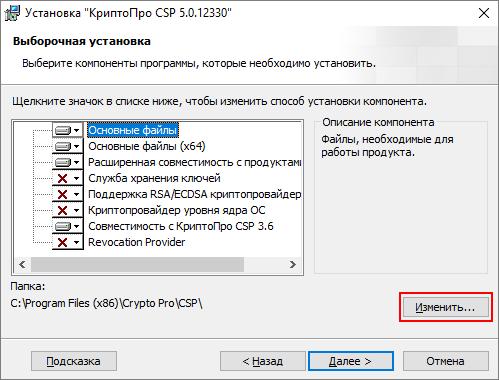 Установка "КриптоПро CSP 5.0.12330"
Выборочная установка
Выберите компоненты программы, которые необходимо установить.
Щелкните значок в списке ниже, чтобы изменить способ установки компонента.
Основные файлы
Основные файлы (x64)
Расширенная совместимость с продуктами
Служба хранения ключей
Поддержка RSA/ECDSA криптопровайдер
Криптопровайдер уровня ядра ОС
Совместимость с КриптоПро CSP 3.6
Revocation Provider
Описание компонента
Файлы, необходимые для
работы продукта.
Папка:
C:\Program Files (x86)\Crypto Pro\CSP\
Изменить...
Подсказка
< Назад
Далее >
Отмена